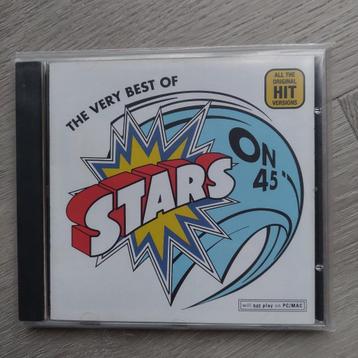 THE VERY BEST OF
STARS
ON
45
ALL THE
ORIGINAL
HIT
VERSIONS
will not play on PC/MAC